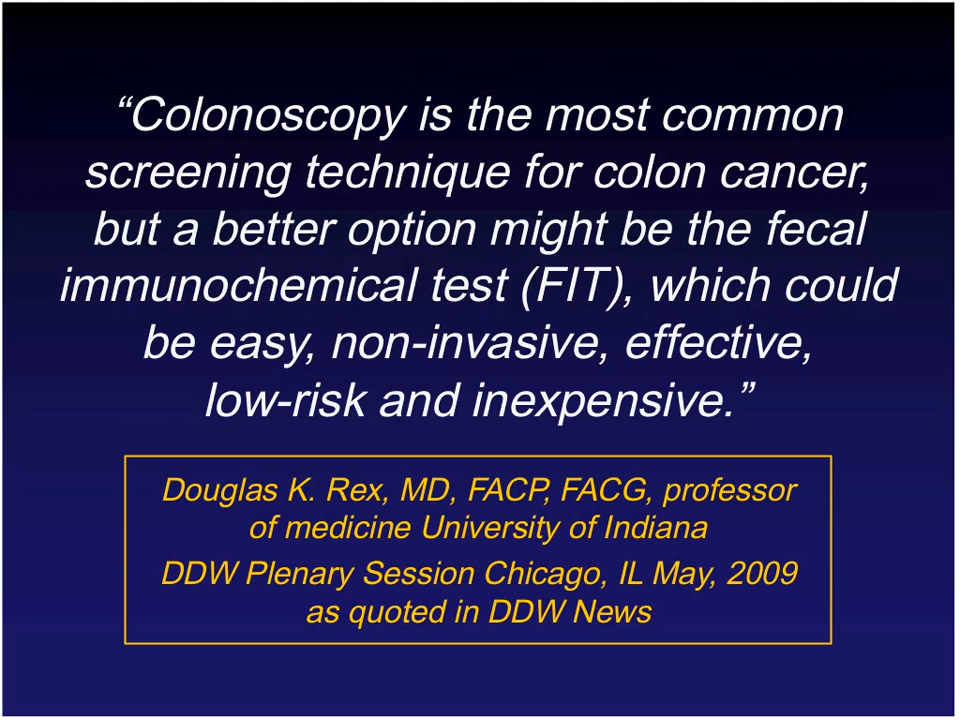 “Colonoscopy is the most common
screening technique for colon cancer,
but a better option might be the fecal
immunochemical test (FIT), which could
be easy, non-invasive, effective,
low-risk and inexpensive.”
Douglas K. Rex, MD, FACP, FACG, professor
of medicine University of Indiana
DDW Plenary Session Chicago, IL May, 2009
as quoted in DDW News